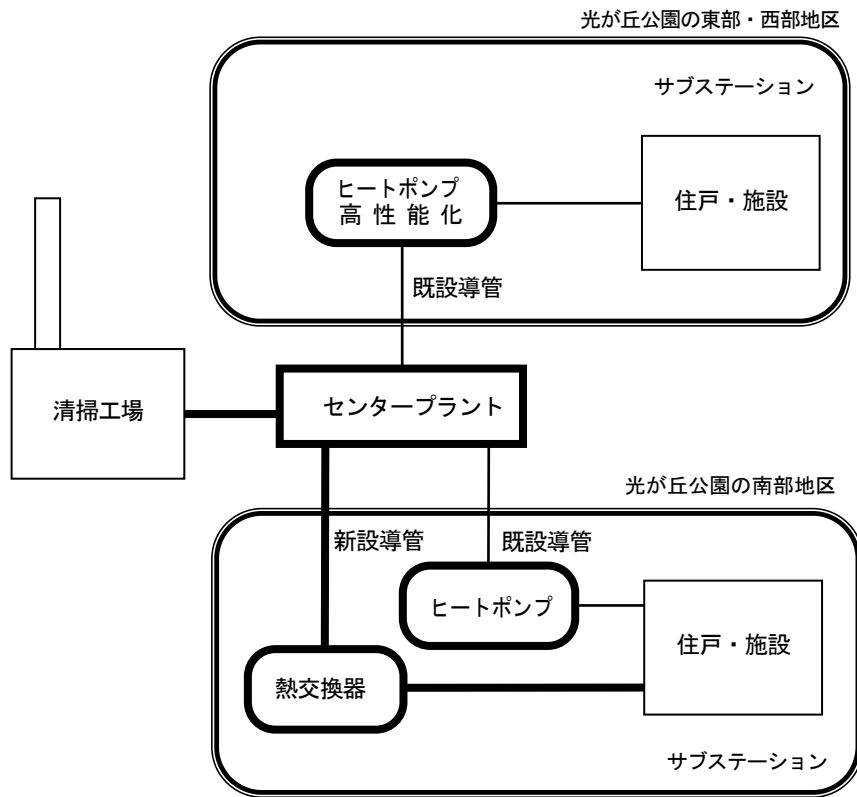 光が丘公園の東部・西部地区
サブステーション
ヒートポンプ
高性能化
住戸・施設
既設導管
清掃工場
センタープラント
光が丘公園の南部地区
新設導管
既設導管
ヒートポンプ
住戸・施設
熱交換器
サブステーション